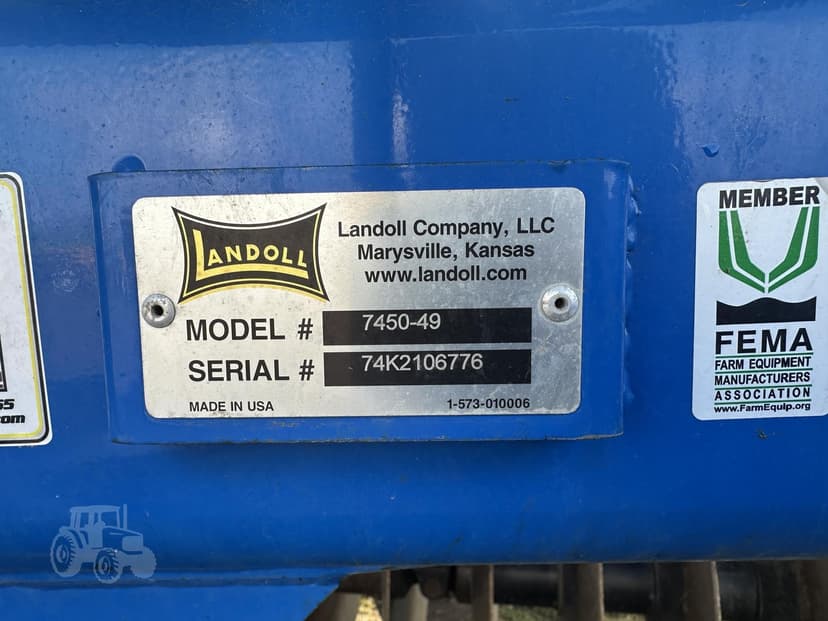 LANDOLL
Landoll Company, LLC
Marysville, Kansas
www.landoll.com
MODEL # 7450-49
SERIAL # 74K2106776
MADE IN USA 1-573-010006
MEMBER
FEMA
FARM EQUIPMENT
MANUFACTURERS
ASSOCIATION
www.FarmEquip.org